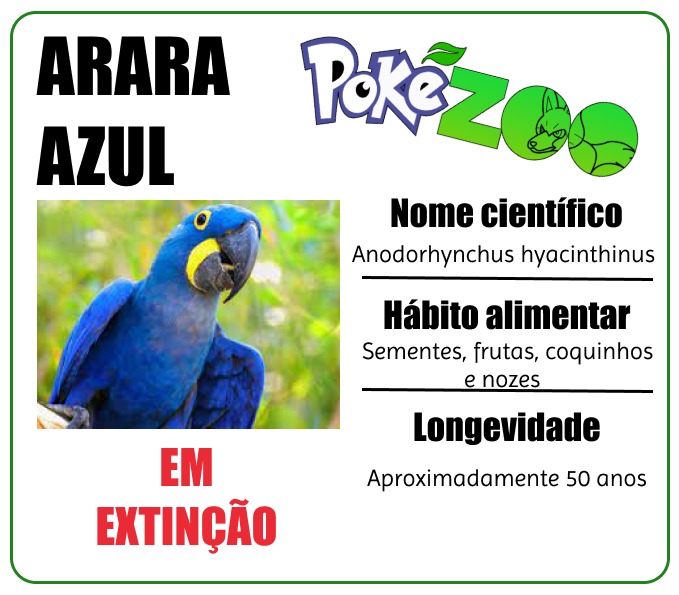 ARARA
AZUL
PoKéZOO
Nome científico
Anodorhynchus hyacinthinus
Hábito alimentar
Sementes, frutas, coquinhos
e nozes
Longevidade
Aproximadamente 50 anos
EM
EXTINÇÃO